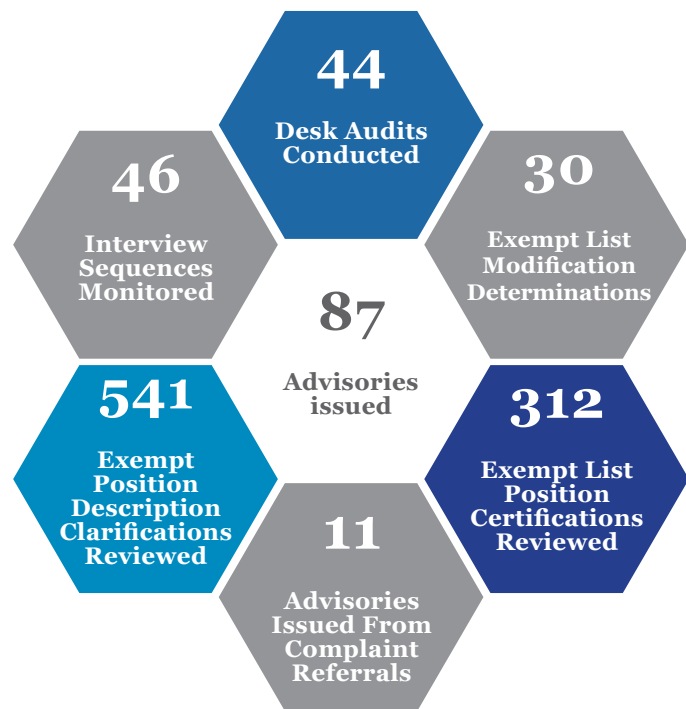 44
Desk Audits
Conducted
46
Interview
Sequences
Monitored
30
Exempt List
Modification
Determinations
87
Advisories
issued
541
Exempt
Position
Description
Clarifications
Reviewed
312
Exempt List
Position
Certifications
Reviewed
11
Advisories
Issued From
Complaint
Referrals